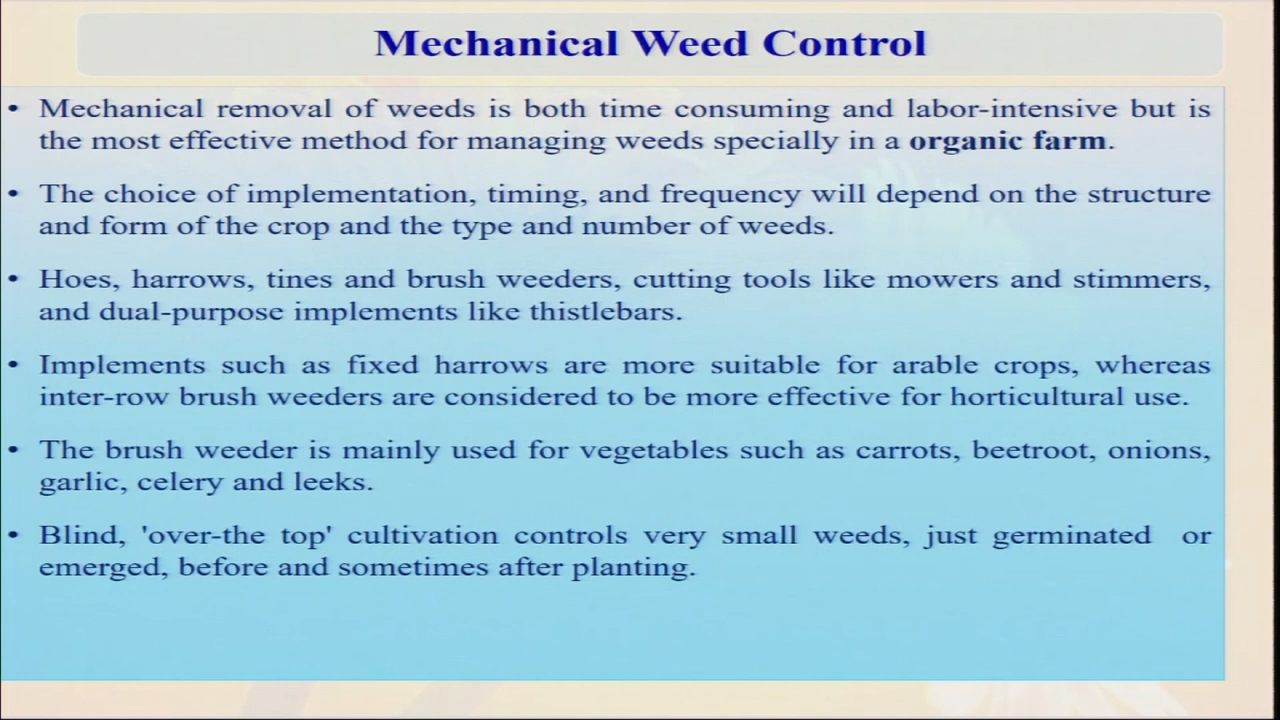 Mechanical Weed Control
• Mechanical removal of weeds is both time consuming and labor-intensive but is
the most effective method for managing weeds specially in a organic farm.
• The choice of implementation, timing, and frequency will depend on the structure
and form of the crop and the type and number of weeds.
• Hoes, harrows, tines and brush weeders, cutting tools like mowers and stimmers,
and dual-purpose implements like thistlebars.
• Implements such as fixed harrows are more suitable for arable crops, whereas
inter-row brush weeders are considered to be more effective for horticultural use.
• The brush weeder is mainly used for vegetables such as carrots, beetroot, onions,
garlic, celery and leeks.
• Blind, 'over-the top' cultivation controls very small weeds, just germinated or
emerged, before and sometimes after planting.